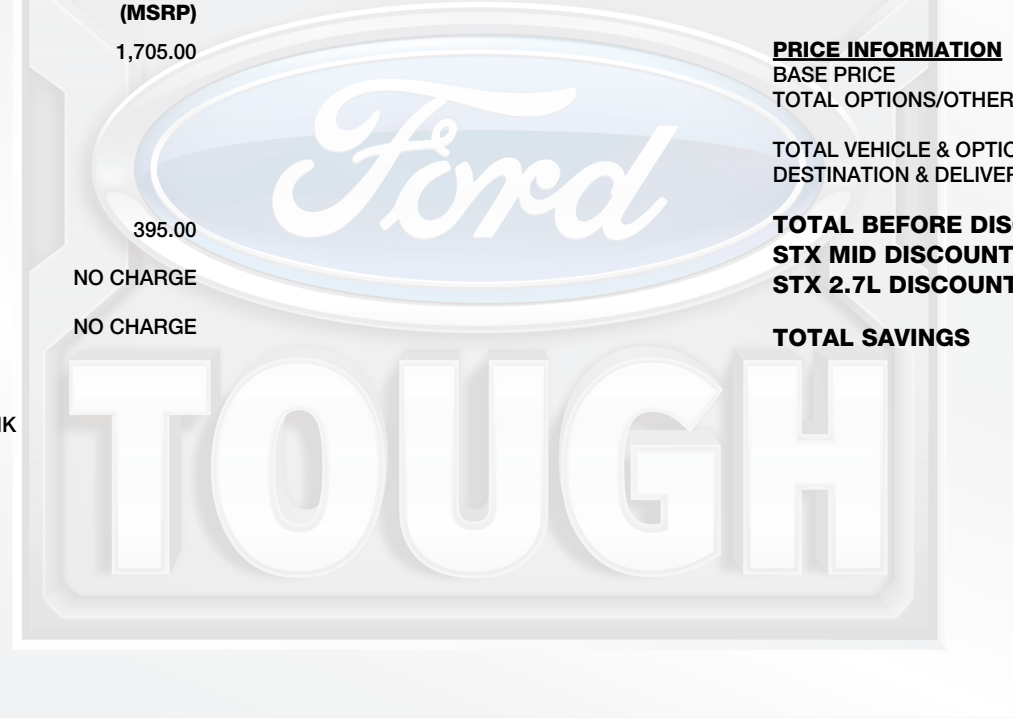 (MSRP)
1,705.00
395.00
NO CHARGE
NO CHARGE
IK
PRICE INFORMATION
BASE PRICE
TOTAL OPTIONS/OTHER
TOTAL VEHICLE & OPTIO
DESTINATION & DELIVER
TOTAL BEFORE DIS
STX MID DISCOUNT
STX 2.7L DISCOUNT
TOTAL SAVINGS
Ford
TOUGH